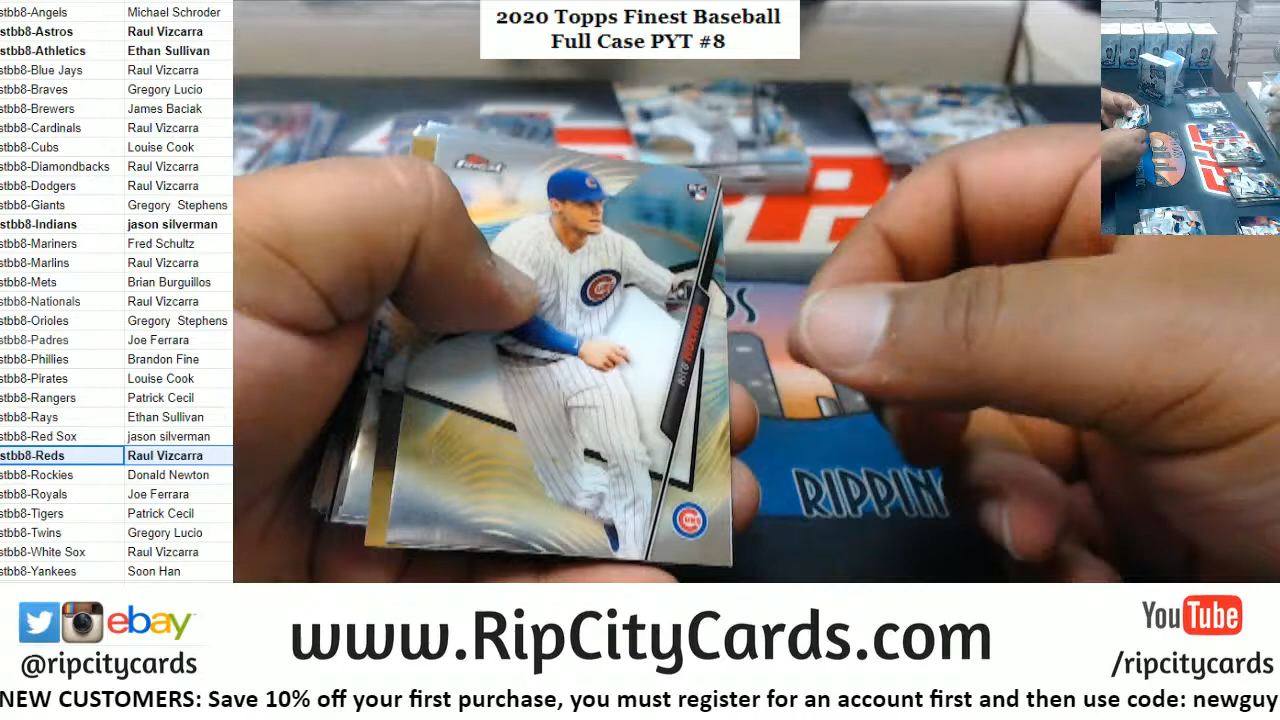 2020 Topps Finest Baseball
Full Case PYT #8
stbb8-Angels Michael Schroder
stbb8-Astros Raul Vizcarra
stbb8-Athletics Ethan Sullivan
stbb8-Blue Jays Raul Vizcarra
stbb8-Braves Gregory Lucio
stbb8-Brewers James Baciak
stbb8-Cardinals Raul Vizcarra
stbb8-Cubs Louise Cook
stbb8-Diamondbacks Raul Vizcarra
stbb8-Dodgers Raul Vizcarra
stbb8-Giants Gregory Stephens
stbb8-Indians jason silverman
stbb8-Mariners Fred Schultz
stbb8-Marlins Raul Vizcarra
stbb8-Mets Brian Burguillos
stbb8-Nationals Raul Vizcarra
stbb8-Orioles Gregory Stephens
stbb8-Padres Joe Ferrara
stbb8-Phillies Brandon Fine
stbb8-Pirates Louise Cook
stbb8-Rangers Patrick Cecil
stbb8-Rays Ethan Sullivan
stbb8-Red Sox jason silverman
stbb8-Reds Raul Vizcarra
stbb8-Rockies Donald Newton
stbb8-Royals Joe Ferrara
stbb8-Tigers Patrick Cecil
stbb8-Twins Gregory Lucio
stbb8-White Sox Raul Vizcarra
stbb8-Yankees Soon Han
Finest
RC
CUBS
NICO HOERNER
CUBS
RIPPIN
ebay
@ripcitycards
www.RipCityCards.com
YouTube
/ripcitycards
NEW CUSTOMERS: Save 10% off your first purchase, you must register for an account first and then use code: newguy